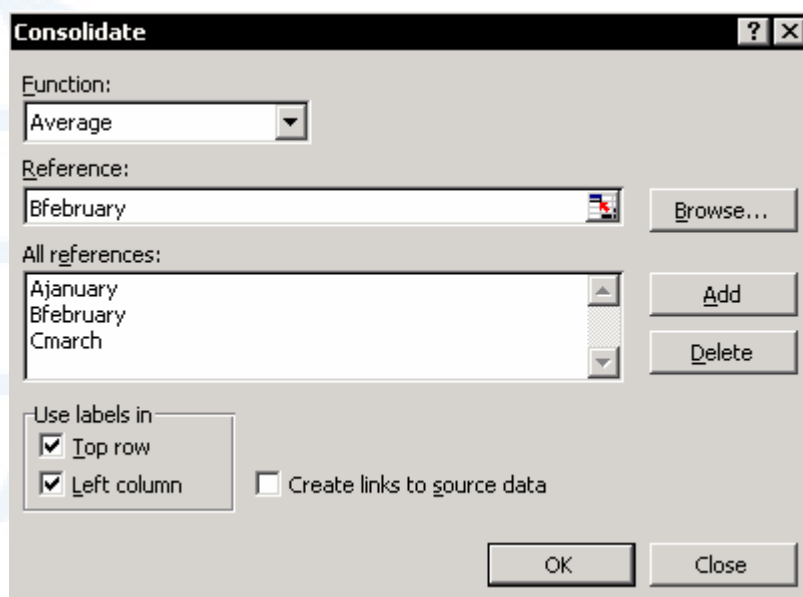 Consolidate
Function:
Average
Reference:
Bfebruary
Browse...
All references:
Ajanuary
Bfebruary
Cmarch
Add
Delete
Use labels in
Top row
Left column
Create links to source data
OK
Close